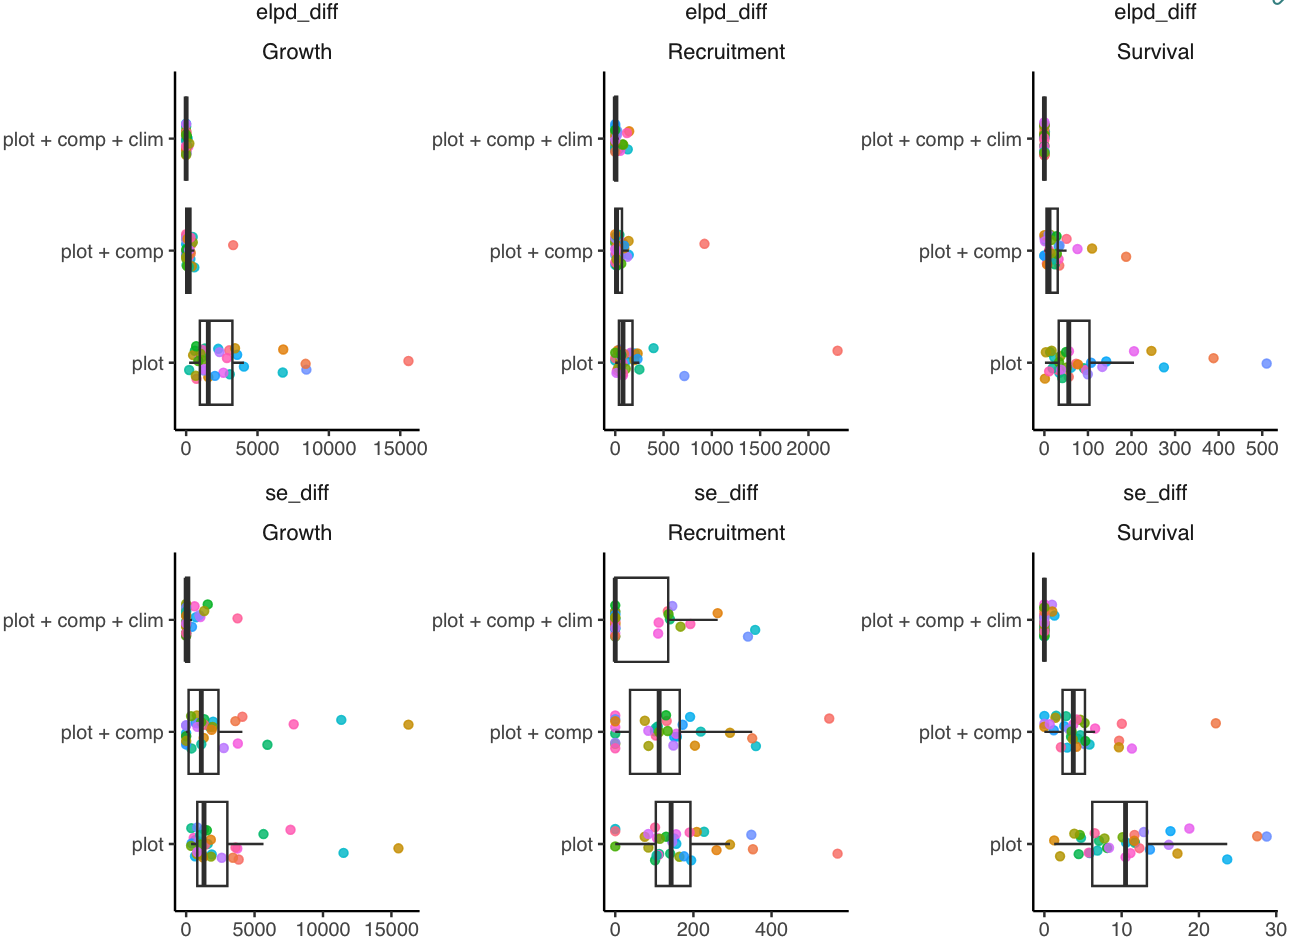 elpd_diff elpd_diff elpd_diff
Growth Recruitment Survival
plot + comp + clim plot + comp + clim plot + comp + clim
plot + comp plot + comp plot + comp
plot plot plot
0 5000 10000 15000 0 500 1000 1500 2000 0 100 200 300 400 500
se_diff se_diff se_diff
Growth Recruitment Survival
plot + comp + clim plot + comp + clim plot + comp + clim
plot + comp plot + comp plot + comp
plot plot plot
0 5000 10000 15000 0 200 400 0 10 20 30